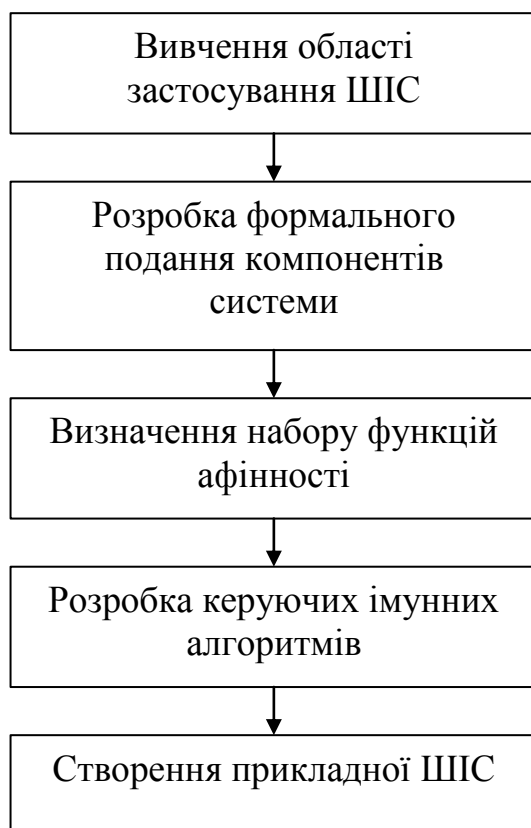 Вивчення області
застосування ШІС
Розробка формального
подання компонентів
системи
Визначення набору функцій
афінності
Розробка керуючих імунних
алгоритмів
Створення прикладної ШІС